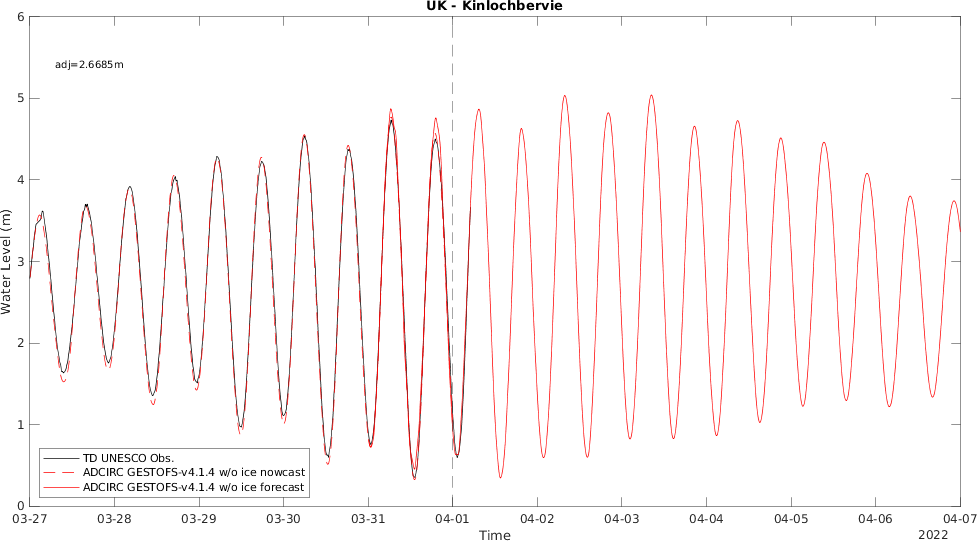 UK - Kinlochbervie
adj=2.6685m
6
5
4
3
2
1
0
Water Level (m)
TD UNESCO Obs.
ADCIRC GESTOFS-v4.1.4 w/o ice nowcast
ADCIRC GESTOFS-v4.1.4 w/o ice forecast
03-27 03-28 03-29 03-30 03-31 04-01 04-02 04-03 04-04 04-05 04-06 04-07
Time
2022